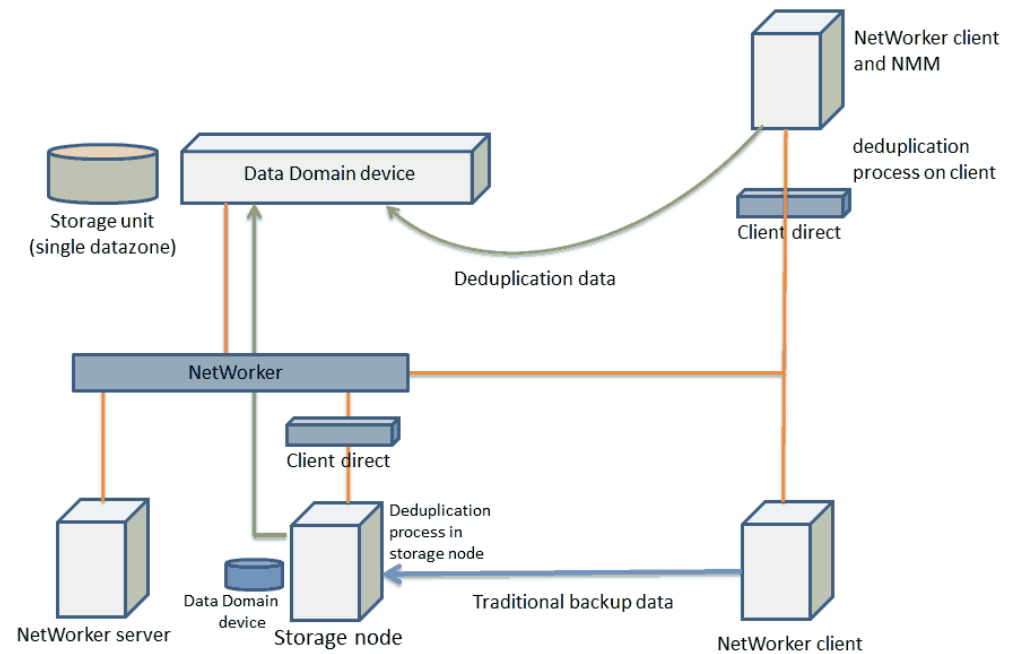 NetWorker client
and NMM
deduplication
process on client
Data Domain device
Storage unit
(single datazone)
Client direct
Deduplication data
NetWorker
Client direct
Deduplication
process in
storage node
Data Domain
device
Traditional backup data
NetWorker server
Storage node
NetWorker client